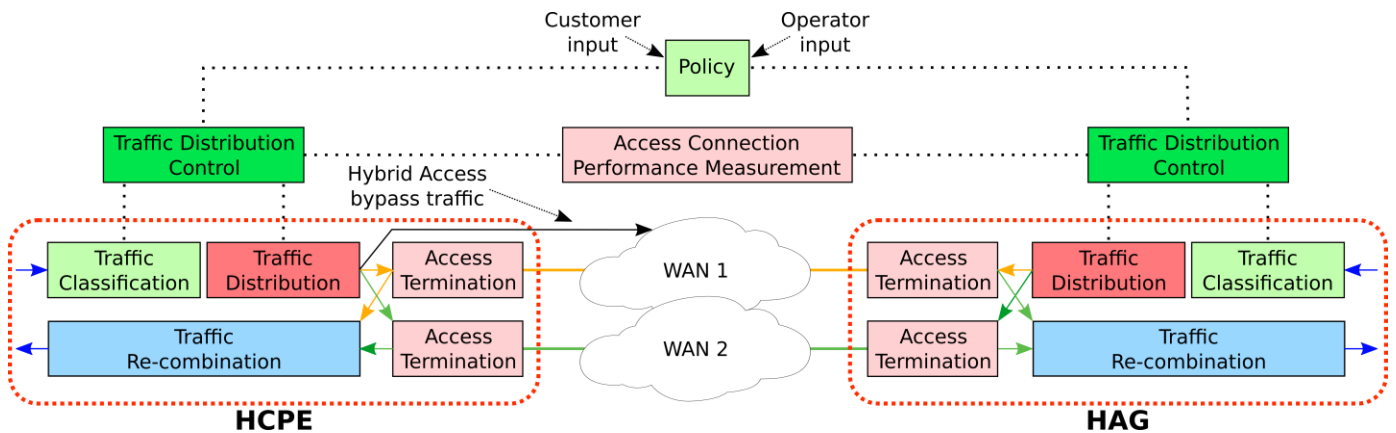 Customer
input
Operator
input
Policy
Traffic Distribution
Control
Access Connection
Performance Measurement
Traffic Distribution
Control
Hybrid Access
bypass traffic
Traffic
Classification
Traffic
Distribution
Access
Termination
WAN 1
Access
Termination
Traffic
Distribution
Traffic
Classification
Traffic
Re-combination
Access
Termination
WAN 2
Access
Termination
Traffic
Re-combination
HCPE
HAG